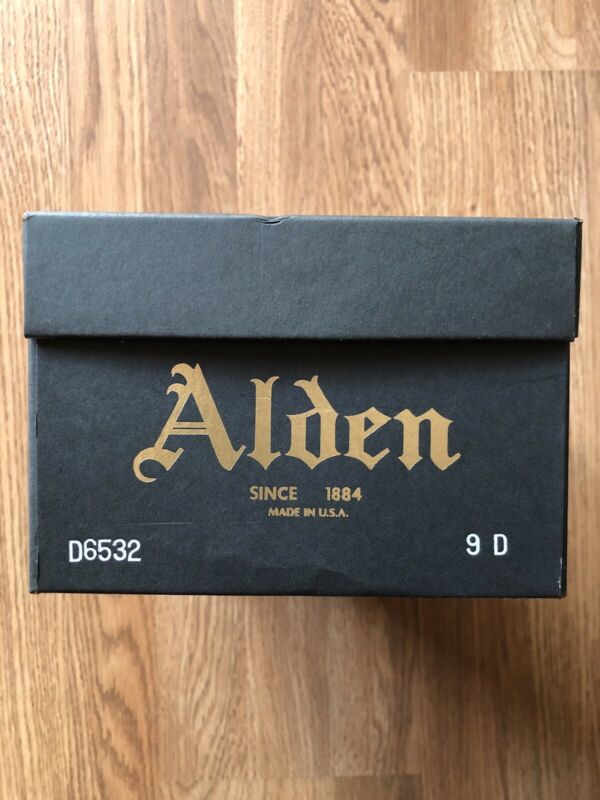 Alden
SINCE 1884
MADE IN U.S.A.
D6532 9 D